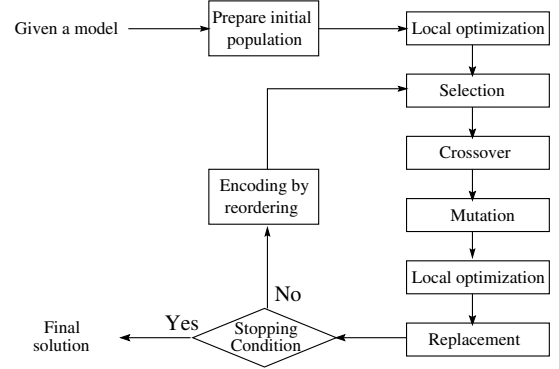 Given a model
Prepare initial
population
Local optimization
Selection
Crossover
Encoding by
reordering
Mutation
Local optimization
No
Yes
Final
solution
Stopping
Condition
Replacement